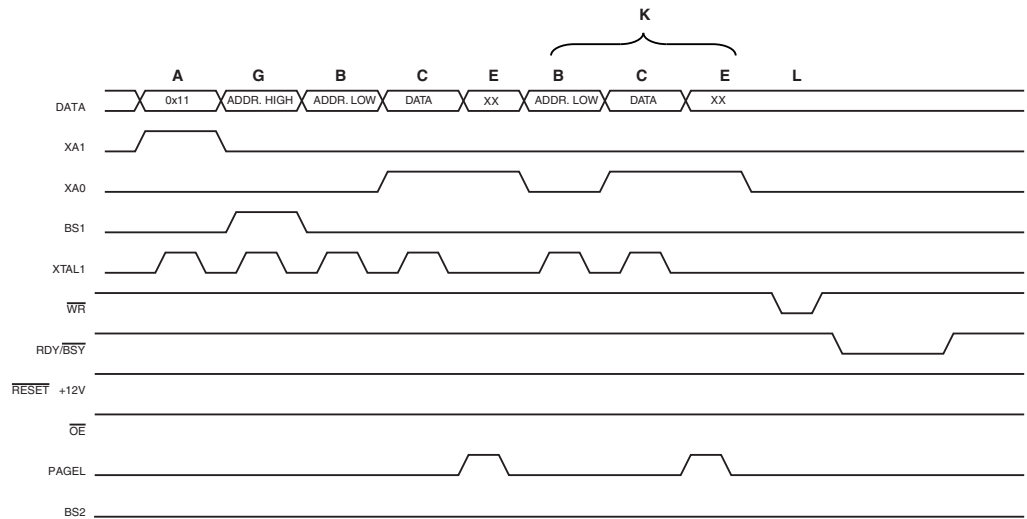 K
A G B C E B C E L
DATA 0x11 ADDR. HIGH ADDR. LOW DATA XX ADDR. LOW DATA XX
XA1
XA0
BS1
XTAL1
WR
RDY/BSY
RESET +12V
OE
PAGEL
BS2